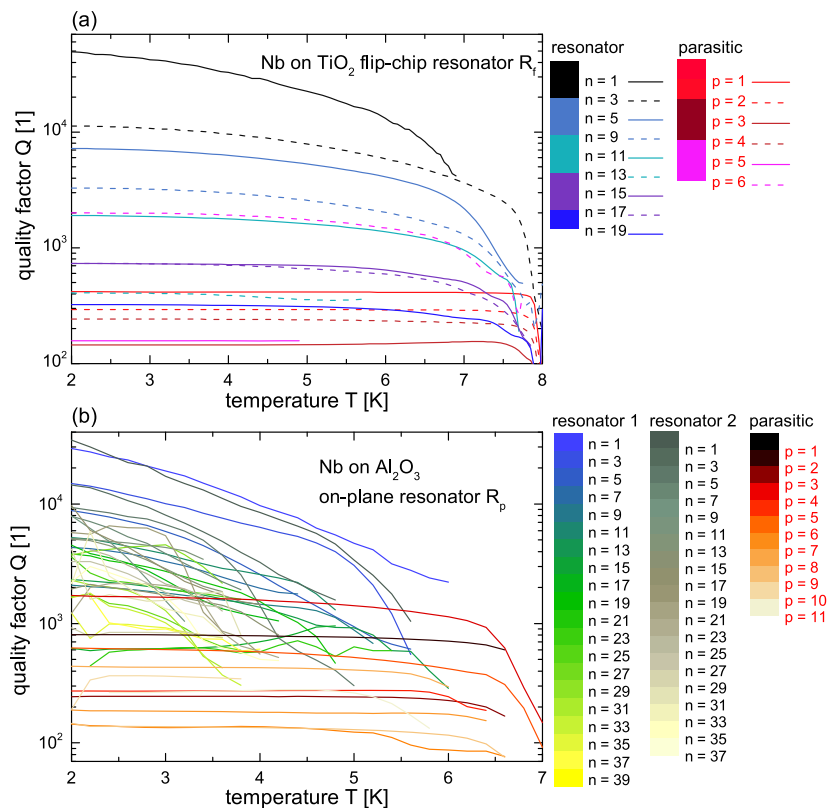 (a)
Nb on TiO2 flip-chip resonator Rf
quality factor Q [1]
10^4
10^3
10^2
2 3 4 5 6 7 8
temperature T [K]
resonator
n = 1
n = 3
n = 5
n = 9
n = 11
n = 13
n = 15
n = 17
n = 19
parasitic
p = 1
p = 2
p = 3
p = 4
p = 5
p = 6
(b)
Nb on Al2O3
on-plane resonator Rp
quality factor Q [1]
10^4
10^3
10^2
2 3 4 5 6 7
temperature T [K]
resonator 1
n = 1
n = 3
n = 5
n = 7
n = 9
n = 11
n = 13
n = 15
n = 17
n = 19
n = 21
n = 23
n = 25
n = 27
n = 29
n = 31
n = 33
n = 35
n = 37
n = 39
resonator 2
n = 1
n = 3
n = 5
n = 7
n = 9
n = 11
n = 13
n = 15
n = 17
n = 19
n = 21
n = 23
n = 25
n = 27
n = 29
n = 31
n = 33
n = 35
n = 37
parasitic
p = 1
p = 2
p = 3
p = 4
p = 5
p = 6
p = 7
p = 8
p = 9
p = 10
p = 11